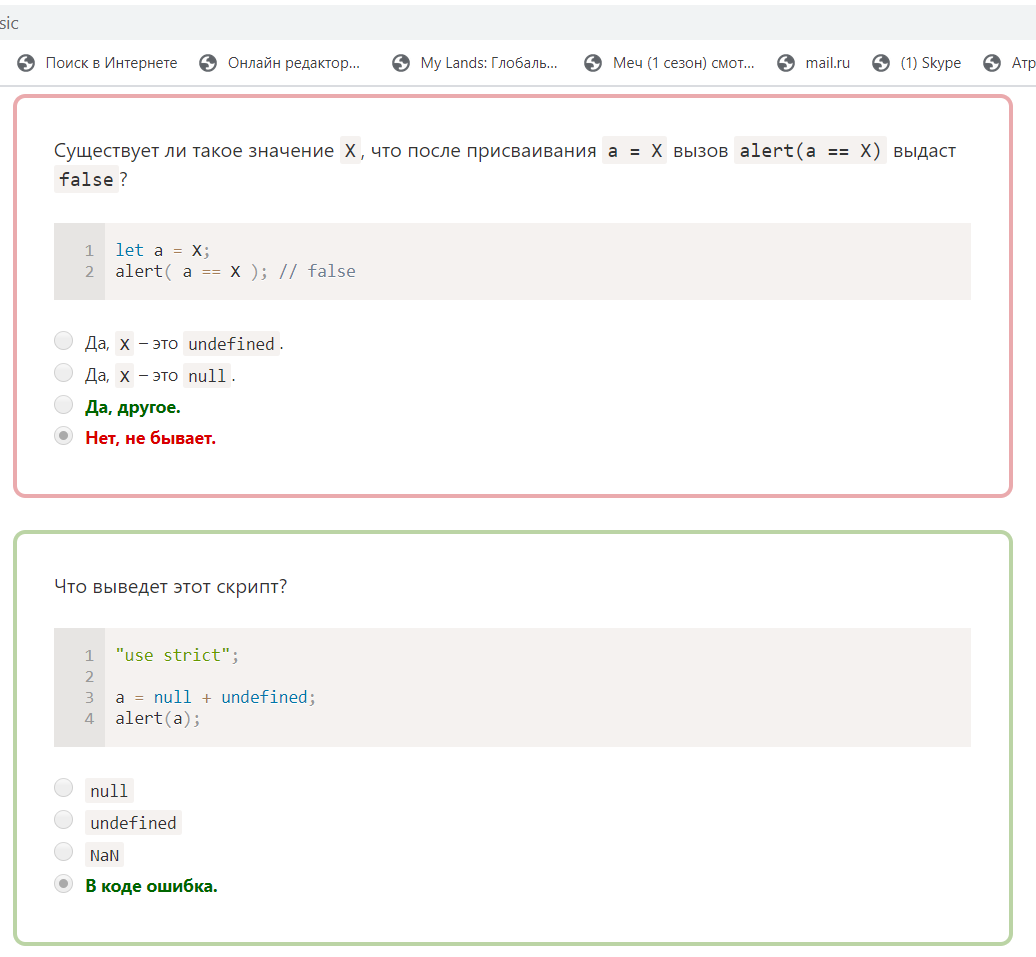 sic
Поиск в Интернете Онлайн редактор... My Lands: Глобаль... Меч (1 сезон) смот... mail.ru (1) Skype Атр
Существует ли такое значение X, что после присваивания a = X вызов alert(a == X) выдаст
false?
1 let a = X;
2 alert( a == X ); // false
Да, X – это undefined.
Да, X – это null.
Да, другое.
Нет, не бывает.
Что выведет этот скрипт?
1 "use strict";
2
3 a = null + undefined;
4 alert(a);
null
undefined
NaN
В коде ошибка.